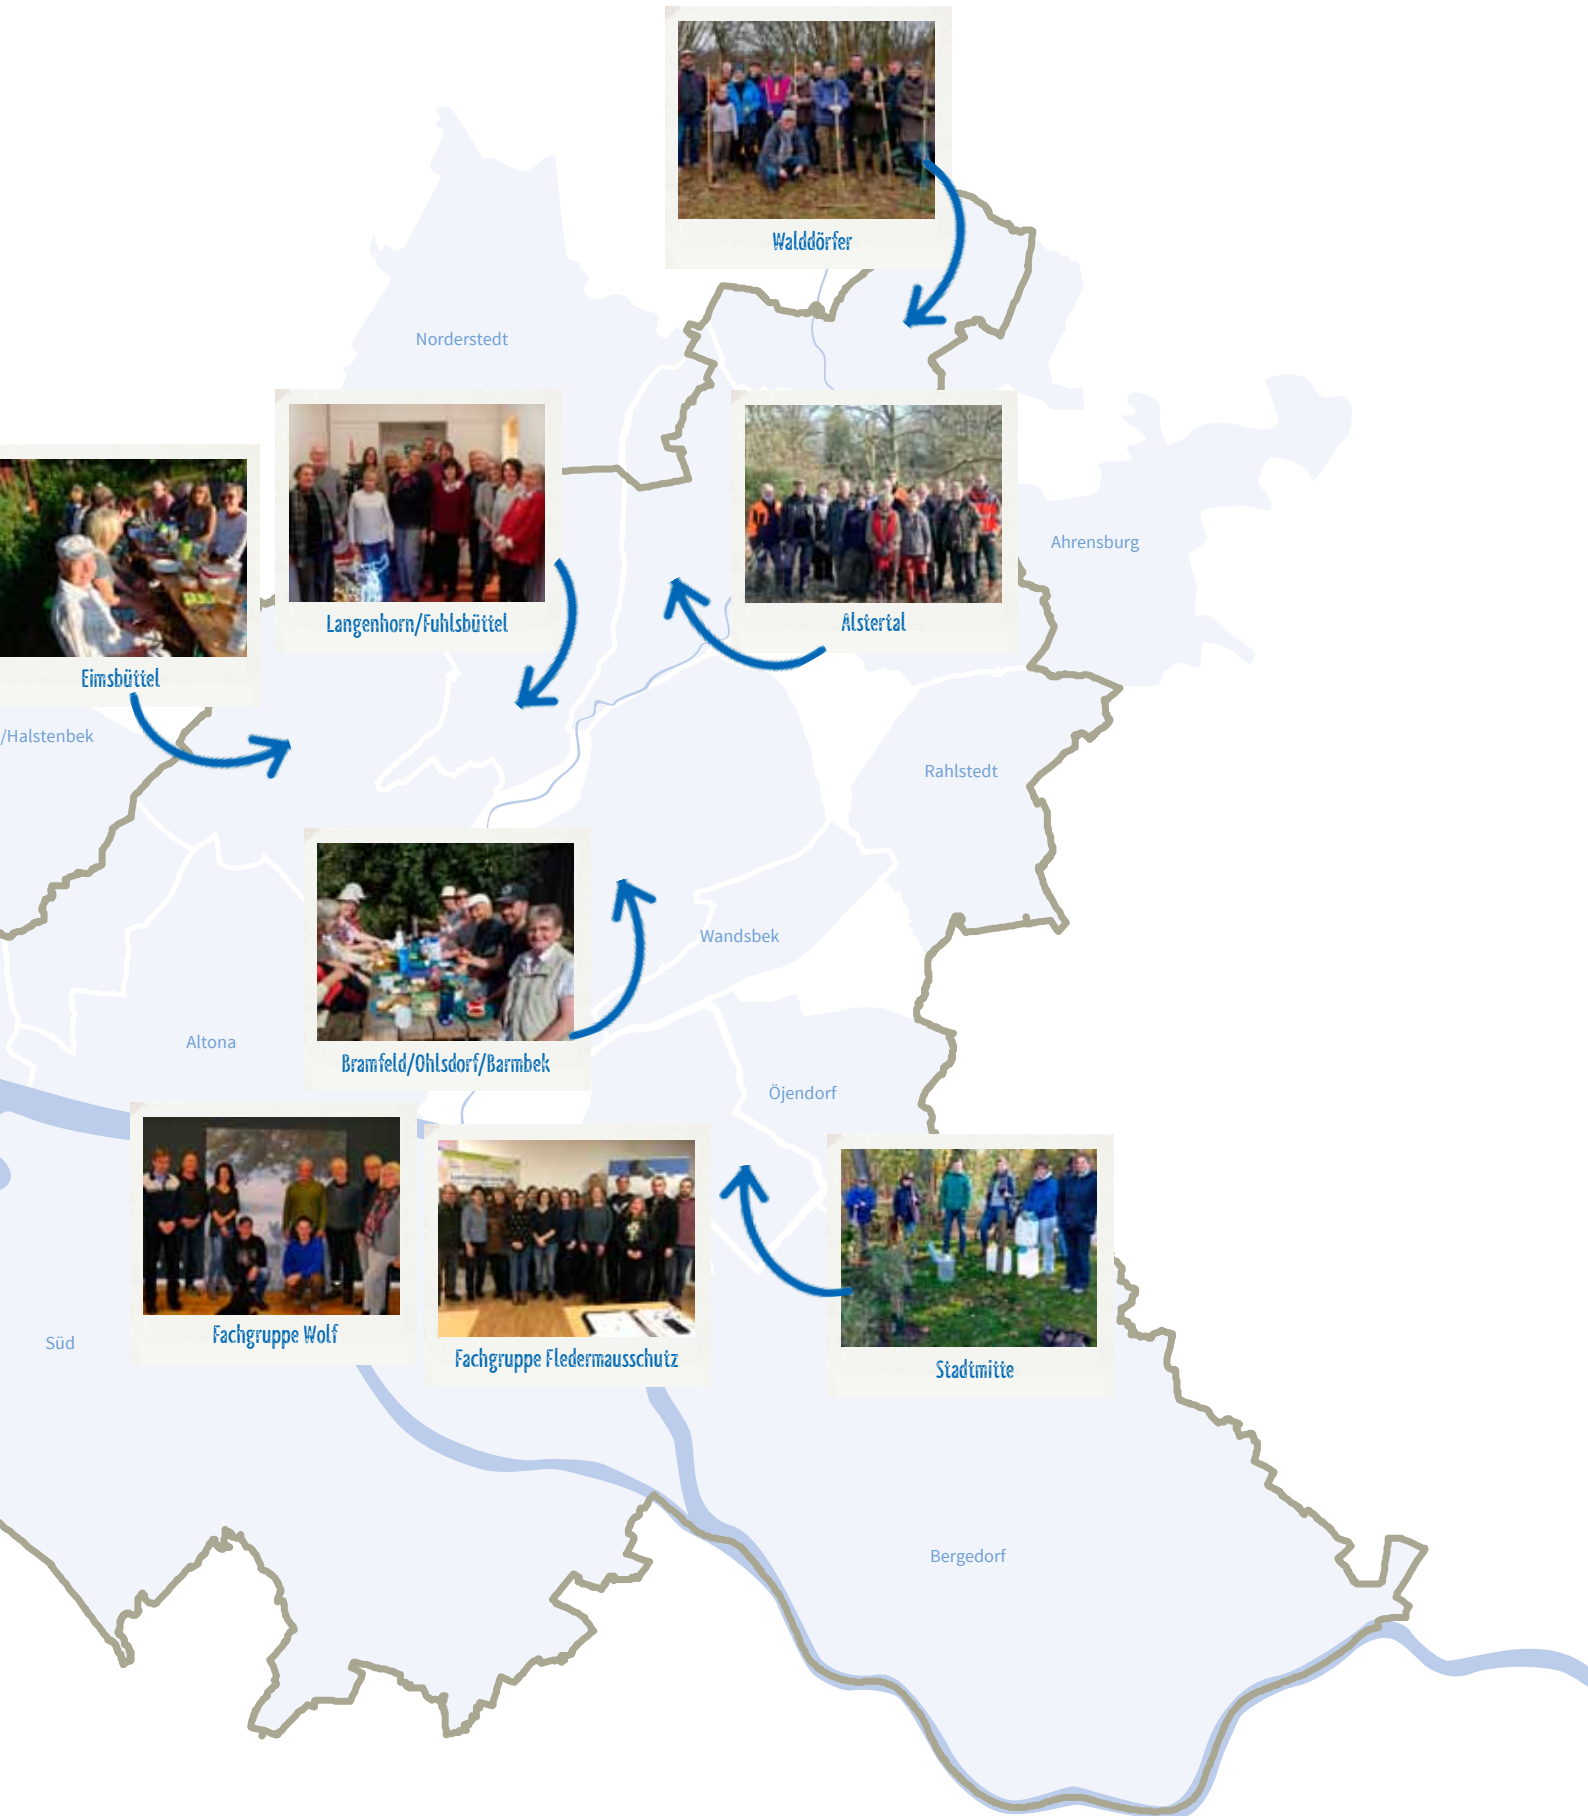 Walddörfer
Norderstedt
Ahrensburg
Langenhorn/Fuhlsbüttel
Alstertal
Eimsbüttel
/Halstenbek
Rahlstedt
Wandsbek
Altona
Bramfeld/Ohlsdorf/Barmbek
Öjendorf
Süd
Fachgruppe Wolf
Fachgruppe Fledermausschutz
Stadtmitte
Bergedorf